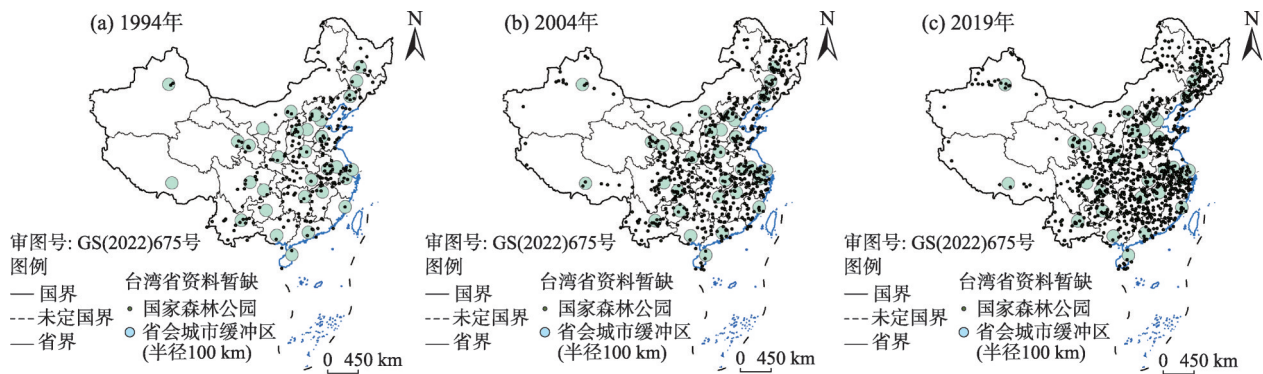 (a) 1994年
N
审图号: GS(2022)675号
图例
台湾省资料暂缺
国界
国家森林公园
未定国界
省会城市缓冲区
(半径100 km)
省界
0 450 km
(b) 2004年
N
审图号: GS(2022)675号
图例
台湾省资料暂缺
国界
国家森林公园
未定国界
省会城市缓冲区
(半径100 km)
省界
0 450 km
(c) 2019年
N
审图号: GS(2022)675号
图例
台湾省资料暂缺
国界
国家森林公园
未定国界
省会城市缓冲区
(半径100 km)
省界
0 450 km